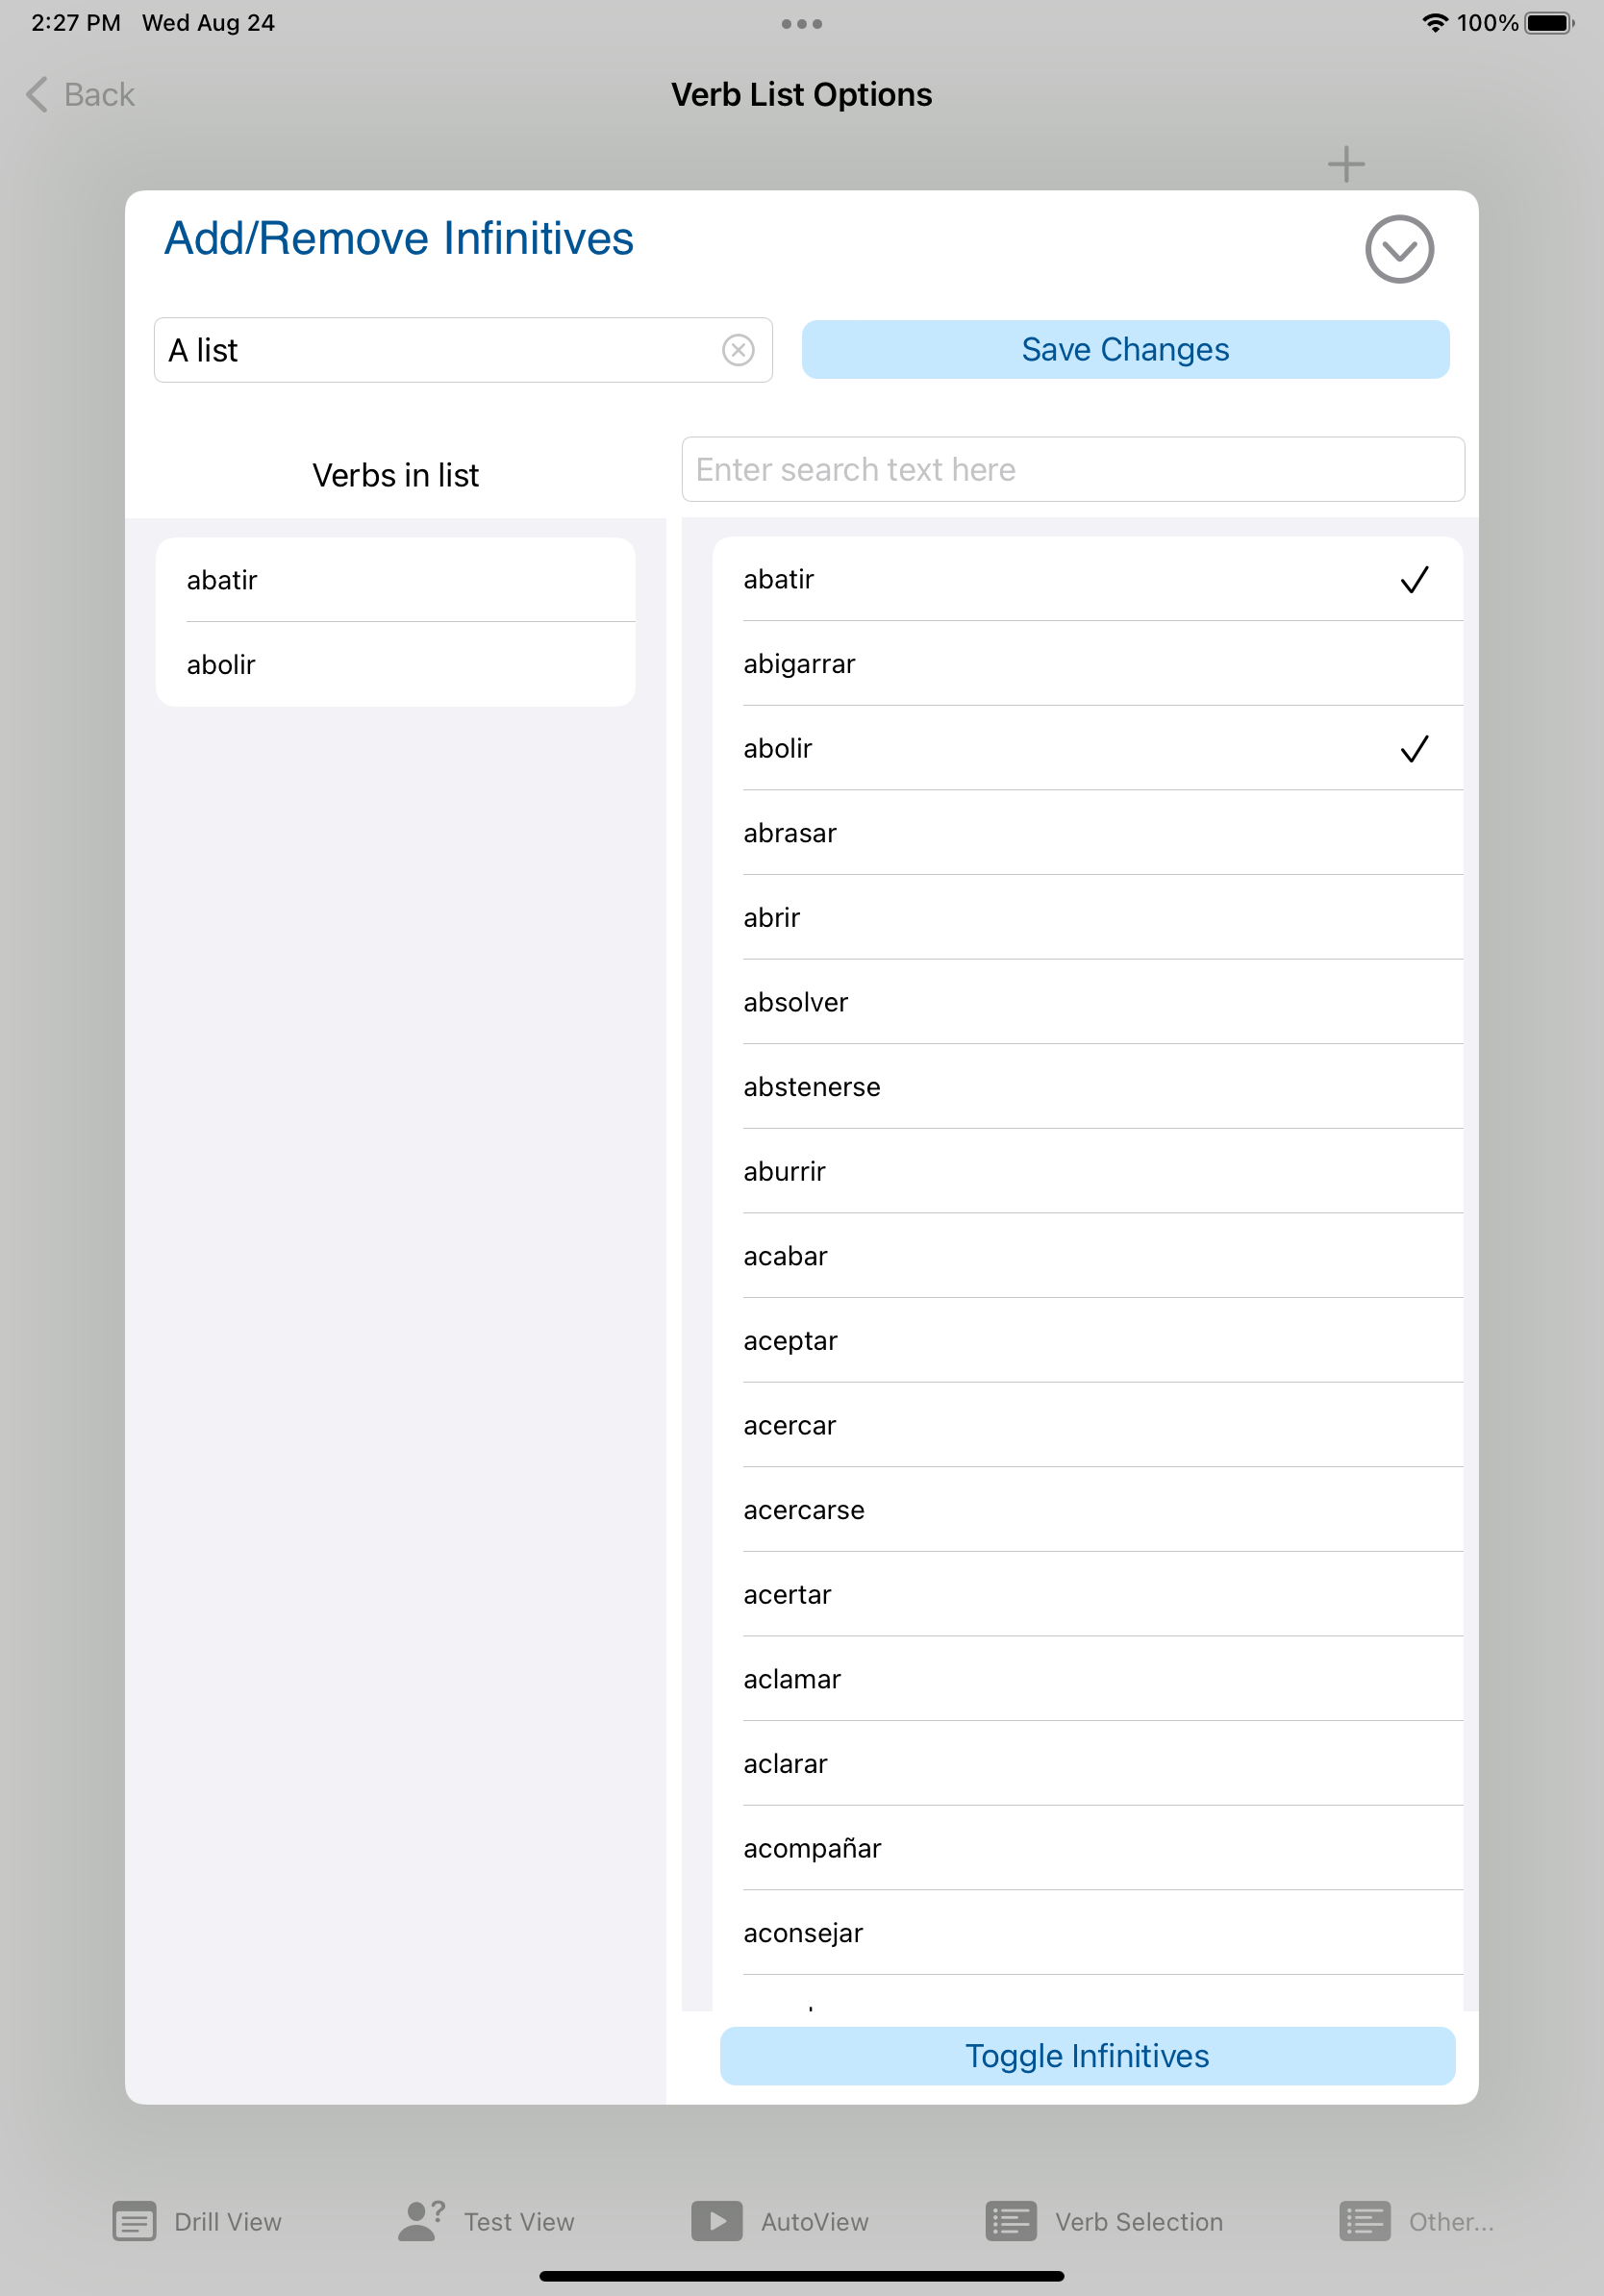 2:27 PM Wed Aug 24 100%
Back Verb List Options
Add/Remove Infinitives
A list Save Changes
Verbs in list Enter search text here
abatir
abolir
abatir
abigarrar
abolir
abrasar
abrir
absolver
abstenerse
aburrir
acabar
aceptar
acercar
acercarse
acertar
aclamar
aclarar
acompañar
aconsejar
Toggle Infinitives
Drill View Test View AutoView Verb Selection Other...